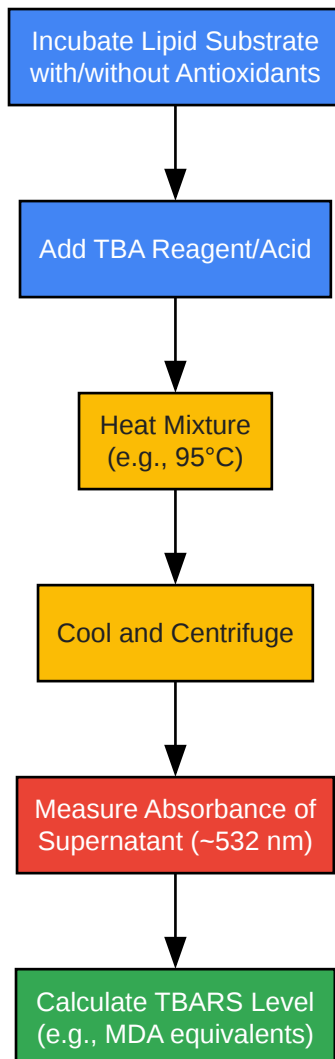 Incubate Lipid Substrate
with/without Antioxidants
Add TBA Reagent/Acid
Heat Mixture
(e.g., 95°C)
Cool and Centrifuge
Measure Absorbance of
Supernatant (~532 nm)
Calculate TBARS Level
(e.g., MDA equivalents)